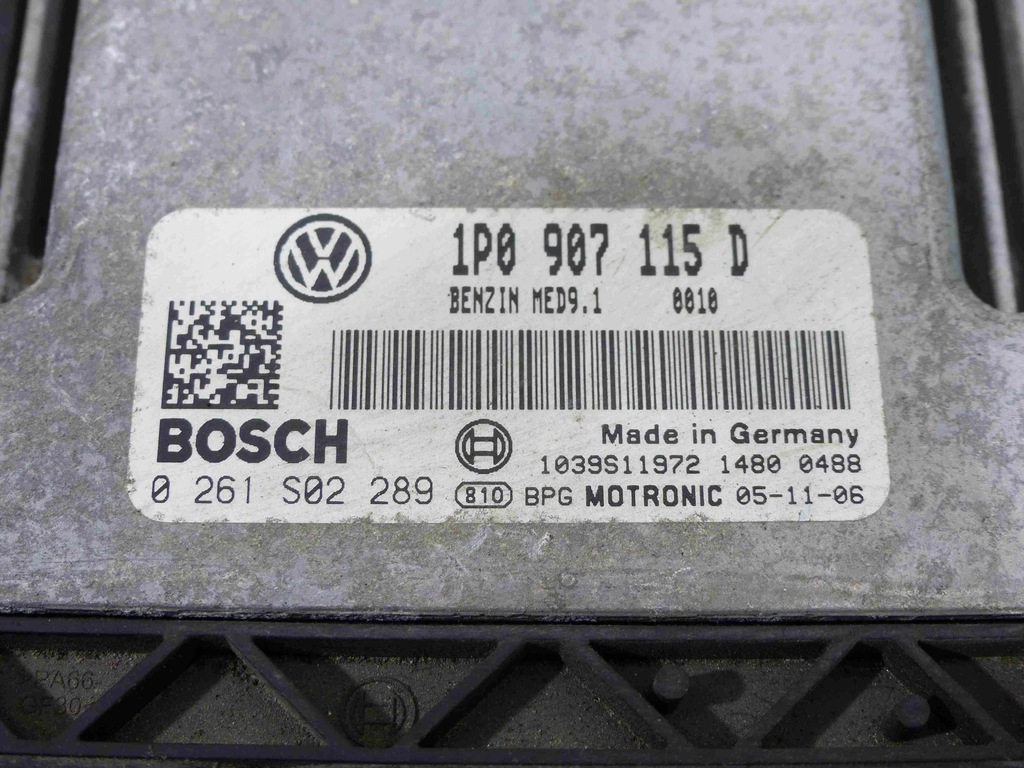 1P0 907 115 D
BENZIN MED9.1 0010
BOSCH
Made in Germany
1039S11972 1480 0488
0 261 S02 289 810 BPG MOTRONIC 05-11-06
PA66